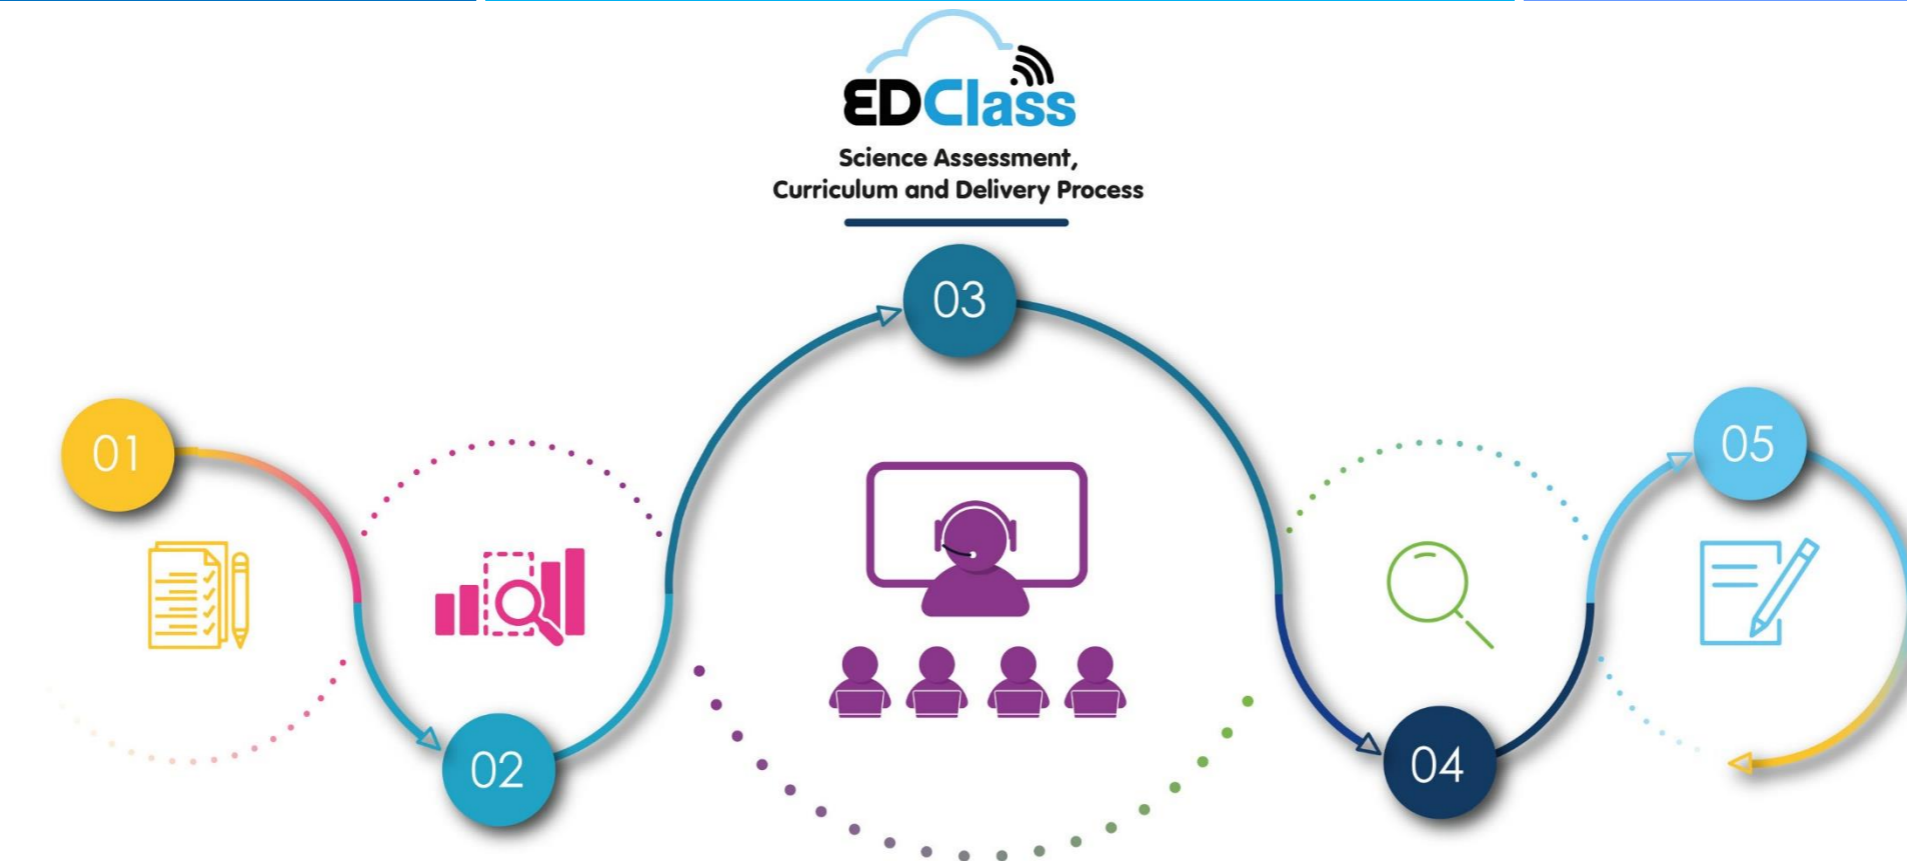 EDClass
Science Assessment,
Curriculum and Delivery Process
03
01
05
02
04